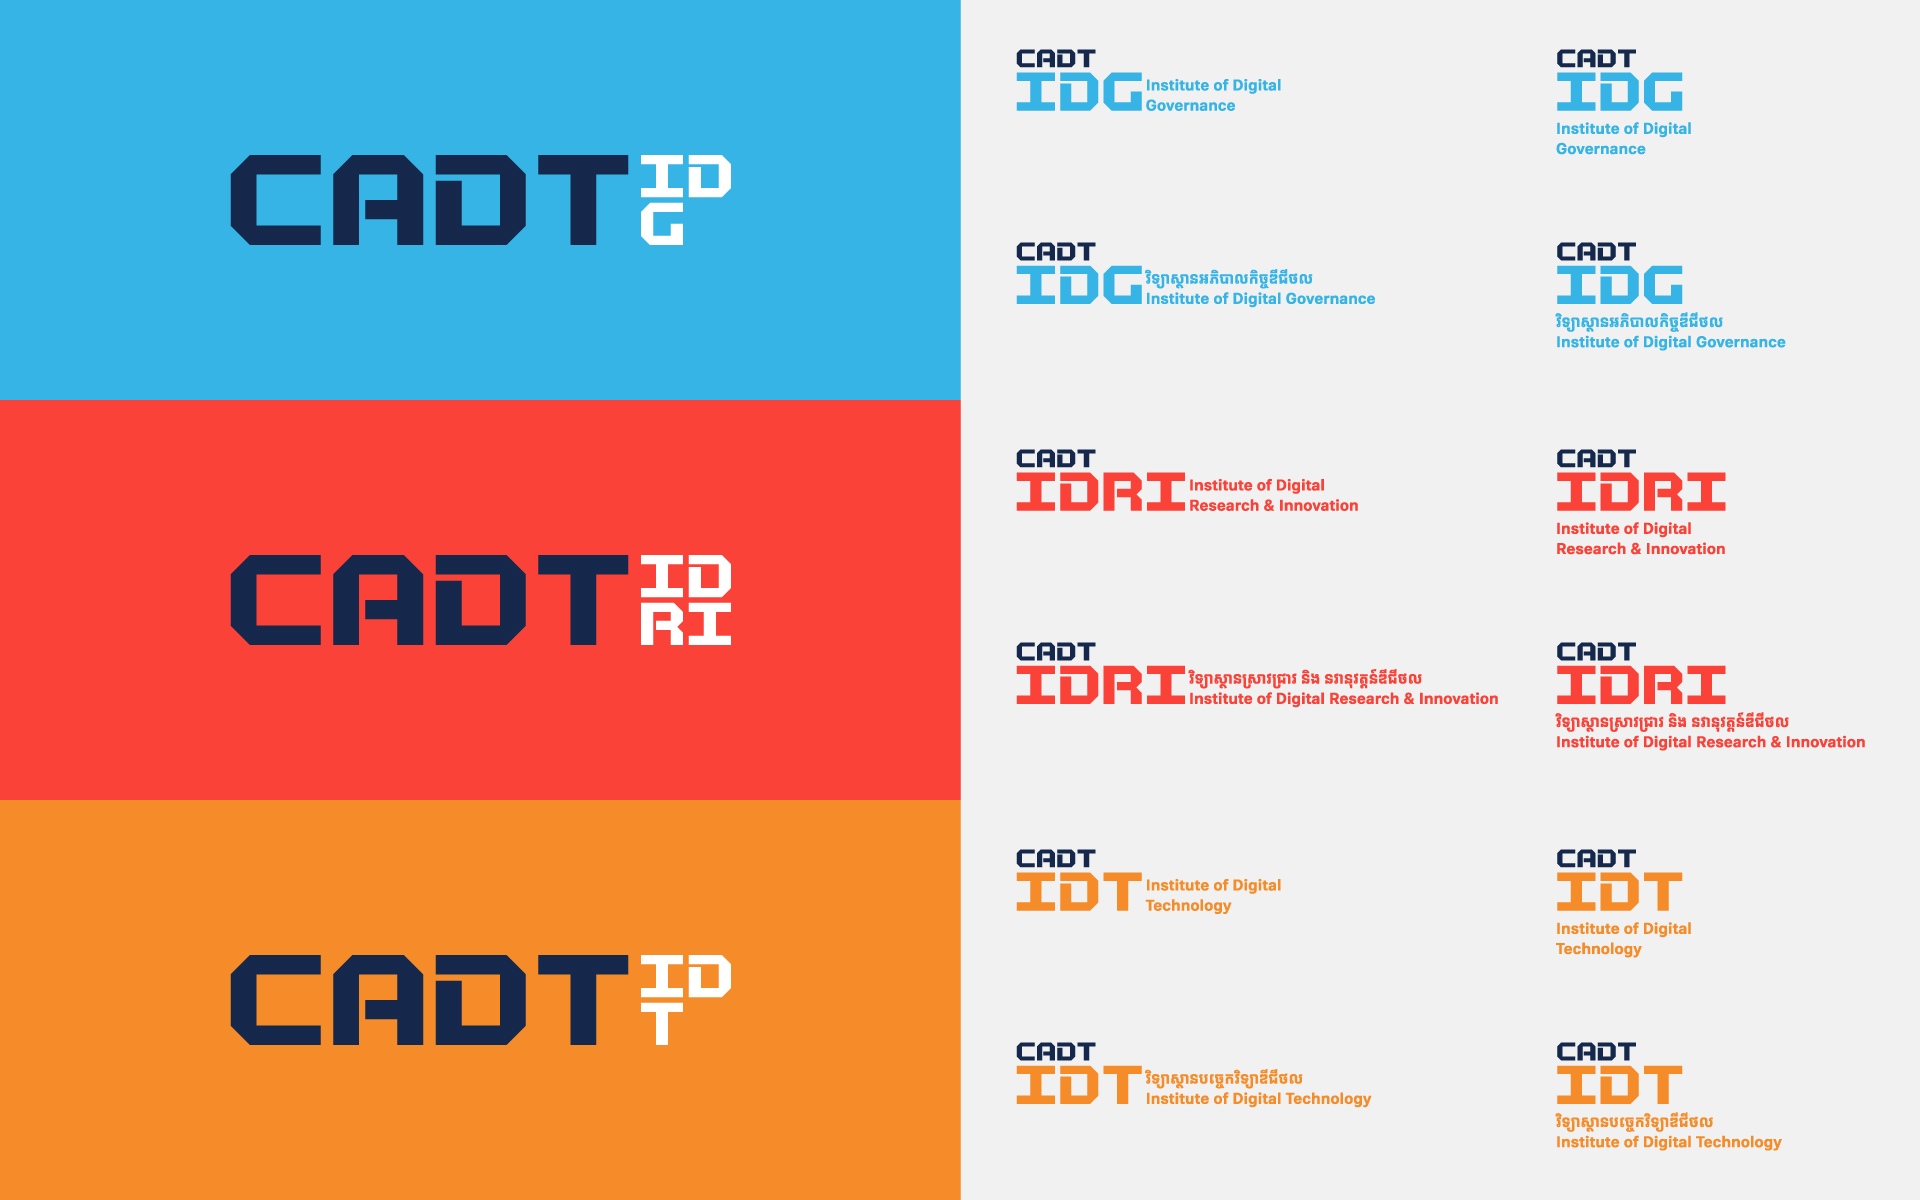 CADT ID
G
CADT ID
RI
CADT ID
T
CADT
IDG Institute of Digital
Governance
CADT
IDG
Institute of Digital
Governance
CADT
IDG វិទ្យាស្ថានអភិបាលកិច្ចឌីជីថល
Institute of Digital Governance
CADT
IDG
វិទ្យាស្ថានអភិបាលកិច្ចឌីជីថល
Institute of Digital Governance
CADT
IDRI Institute of Digital
Research & Innovation
CADT
IDRI
Institute of Digital
Research & Innovation
CADT
IDRI វិទ្យាស្ថានស្រាវជ្រាវ និង នវានុវត្តន៍ឌីជីថល
Institute of Digital Research & Innovation
CADT
IDRI
វិទ្យាស្ថានស្រាវជ្រាវ និង នវានុវត្តន៍ឌីជីថល
Institute of Digital Research & Innovation
CADT
IDT Institute of Digital
Technology
CADT
IDT
Institute of Digital
Technology
CADT
IDT វិទ្យាស្ថានបច្ចេកវិទ្យាឌីជីថល
Institute of Digital Technology
CADT
IDT
វិទ្យាស្ថានបច្ចេកវិទ្យាឌីជីថល
Institute of Digital Technology